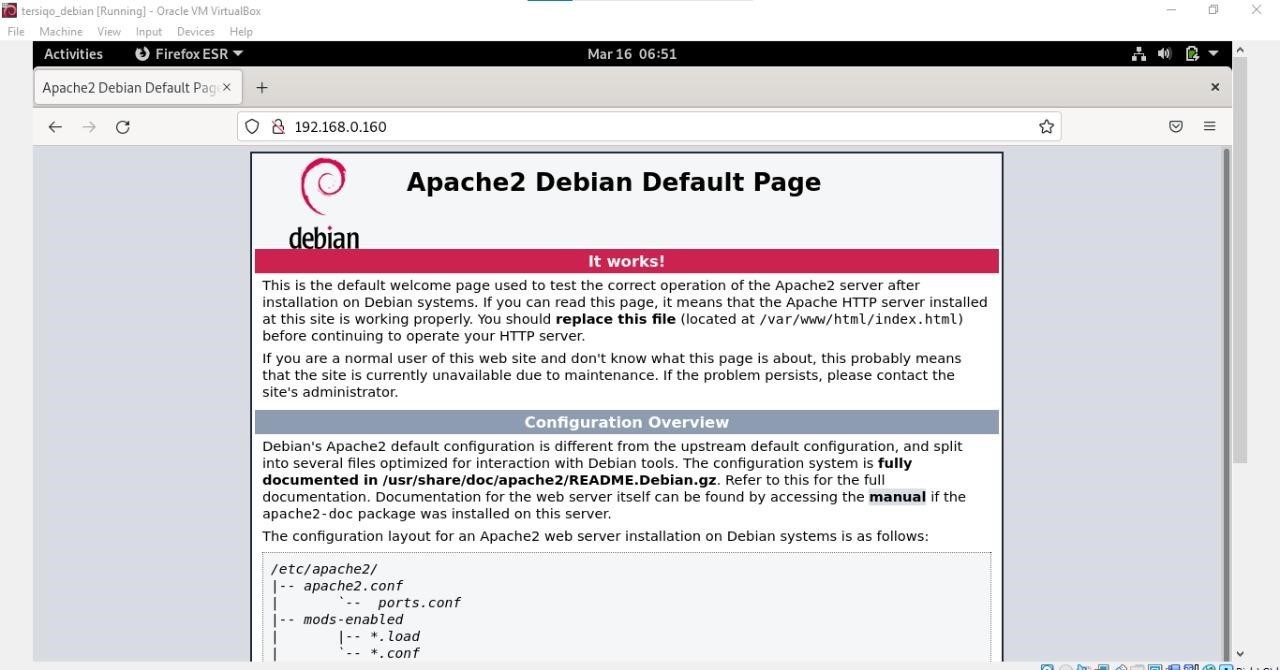 tersiqo_debian [Running] - Oracle VM VirtualBox
File Machine View Input Devices Help
Activities Firefox ESR Mar 16 06:51
Apache2 Debian Default Pag
192.168.0.160
debian
Apache2 Debian Default Page
It works!
This is the default welcome page used to test the correct operation of the Apache2 server after
installation on Debian systems. If you can read this page, it means that the Apache HTTP server installed
at this site is working properly. You should replace this file (located at /var/www/html/index.html)
before continuing to operate your HTTP server.
If you are a normal user of this web site and don't know what this page is about, this probably means
that the site is currently unavailable due to maintenance. If the problem persists, please contact the
site's administrator.
Configuration Overview
Debian's Apache2 default configuration is different from the upstream default configuration, and split
into several files optimized for interaction with Debian tools. The configuration system is fully
documented in /usr/share/doc/apache2/README.Debian.gz. Refer to this for the full
documentation. Documentation for the web server itself can be found by accessing the manual if the
apache2-doc package was installed on this server.
The configuration layout for an Apache2 web server installation on Debian systems is as follows:
/etc/apache2/
|-- apache2.conf
|       `--  ports.conf
|-- mods-enabled
|       |-- *.load
|       `-- *.conf